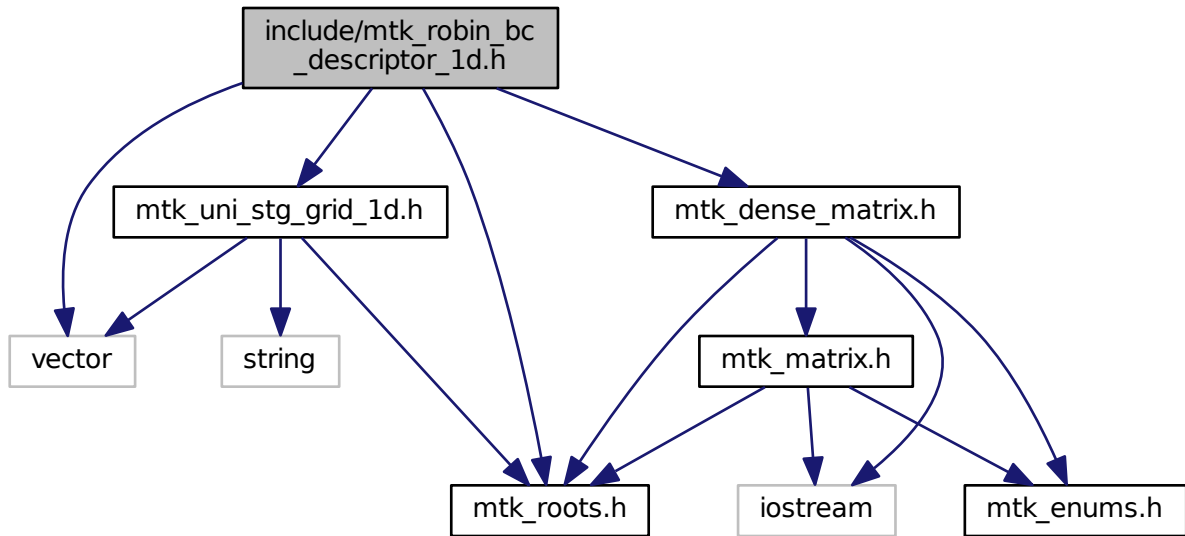 include/mtk_robin_bc
_descriptor_1d.h
mtk_uni_stg_grid_1d.h
mtk_dense_matrix.h
vector
string
mtk_matrix.h
mtk_roots.h
iostream
mtk_enums.h